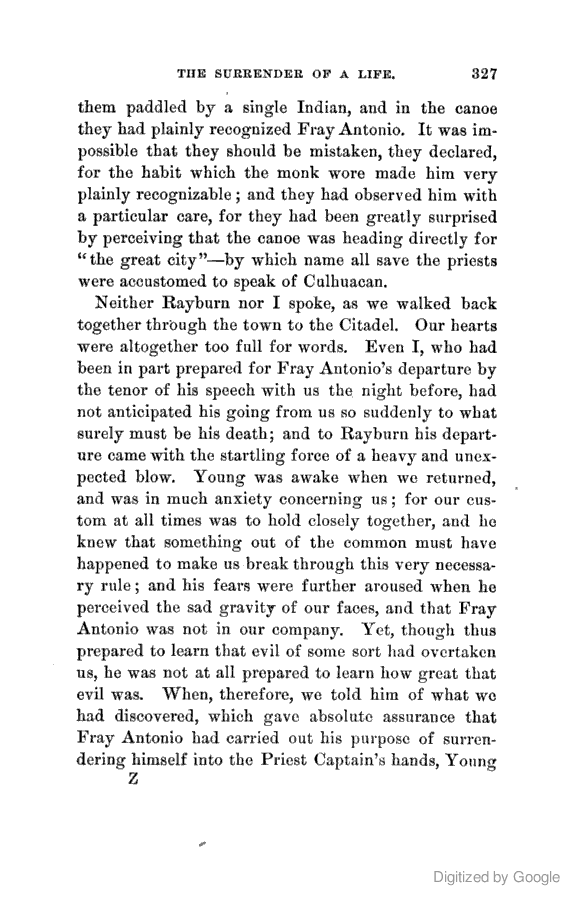 THE SURRENDER OF A LIFE. 327
them paddled by a single Indian, and in the canoe
they had plainly recognized Fray Antonio. It was im-
possible that they should be mistaken, they declared,
for the habit which the monk wore made him very
plainly recognizable; and they had observed him with
a particular care, for they had been greatly surprised
by perceiving that the canoe was heading directly for
“the great city”—by which name all save the priests
were accustomed to speak of Culhuacan.
Neither Rayburn nor I spoke, as we walked back
together through the town to the Citadel. Our hearts
were altogether too full for words. Even I, who had
been in part prepared for Fray Antonio’s departure by
the tenor of his speech with us the night before, had
not anticipated his going from us so suddenly to what
surely must be his death; and to Rayburn his depart-
ure came with the startling force of a heavy and unex-
pected blow. Young was awake when we returned,
and was in much anxiety concerning us; for our cus-
tom at all times was to hold closely together, and he
knew that something out of the common must have
happened to make us break through this very necessa-
ry rule; and his fears were further aroused when he
perceived the sad gravity of our faces, and that Fray
Antonio was not in our company. Yet, though thus
prepared to learn that evil of some sort had overtaken
us, he was not at all prepared to learn how great that
evil was. When, therefore, we told him of what we
had discovered, which gave absolute assurance that
Fray Antonio had carried out his purpose of surren-
dering himself into the Priest Captain’s hands, Young
Z
Digitized by Google